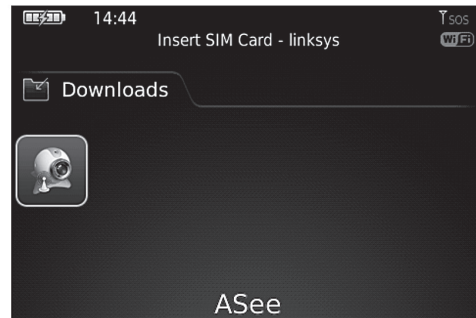 14:44
SOS
Insert SIM Card - linksys
WiFi
Downloads
ASee